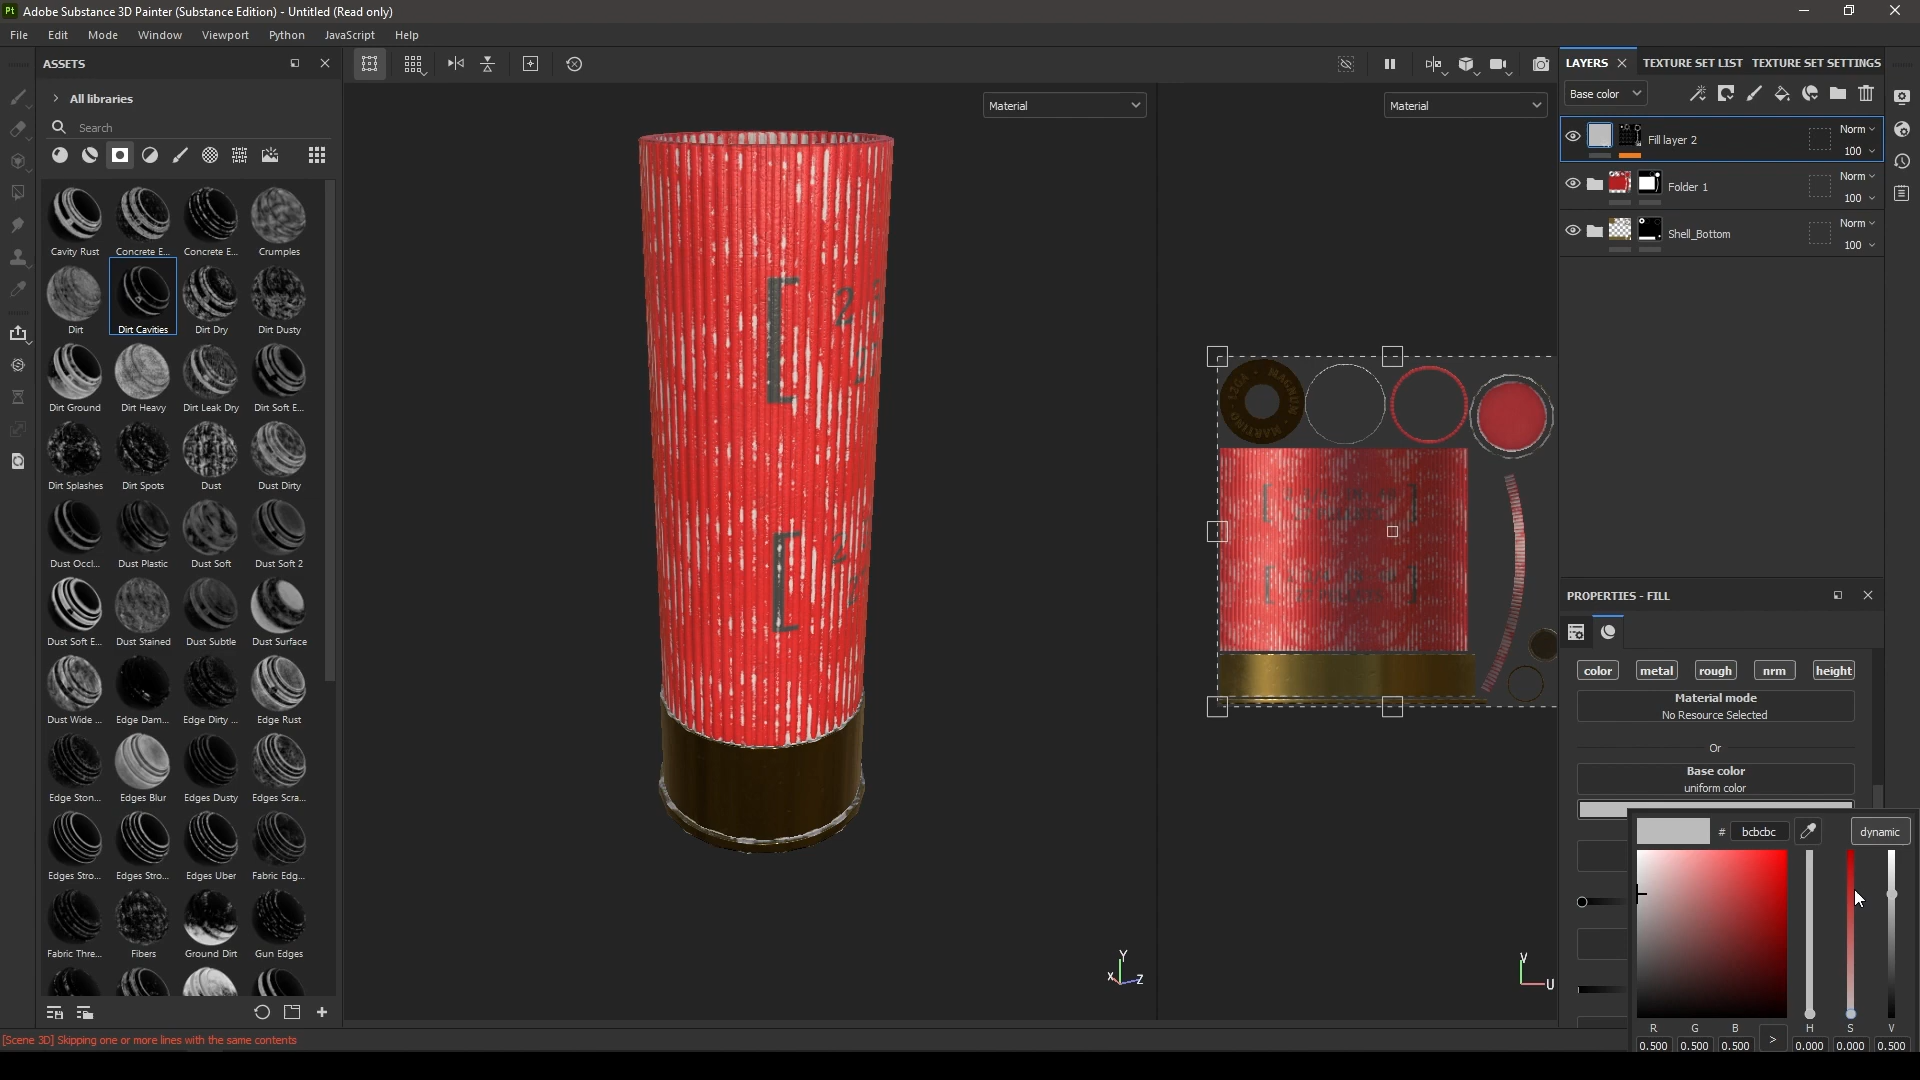 Pt Adobe Substance 3D Painter (Substance Edition) - Untitled (Read only)
File Edit Mode Window Viewport Python JavaScript Help
ASSETS
All libraries
Search
Cavity Rust Concrete E... Concrete E... Crumples
Dirt Dirt Cavities Dirt Dry Dirt Dusty
Dirt Ground Dirt Heavy Dirt Leak Dry Dirt Soft E...
Dirt Splashes Dirt Spots Dust Dust Dirty
Dust Occl... Dust Plastic Dust Soft Dust Soft 2
Dust Soft E... Dust Stained Dust Subtle Dust Surface
Dust Wide ... Edge Dam... Edge Dirty ... Edge Rust
Edge Ston... Edges Blur Edges Dusty Edges Scra...
Edges Stro... Edges Stro... Edges Uber Fabric Edg...
Fabric Thre... Fibers Ground Dirt Gun Edges
[Scene 3D] Skipping one or more lines with the same contents
Material
[ 2
[ 2
Y
X Z
Material
MAGNUM
MARTINO
12GA
V
U
LAYERS TEXTURE SET LIST TEXTURE SET SETTINGS
Base color
Fill layer 2 Norm
100
Folder 1 Norm
100
Shell_Bottom Norm
100
PROPERTIES - FILL
color metal rough nrm height
Material mode
No Resource Selected
Or
Base color
uniform color
# bcbcbc dynamic
R G B > H S V
0.500 0.500 0.500 0.000 0.000 0.500